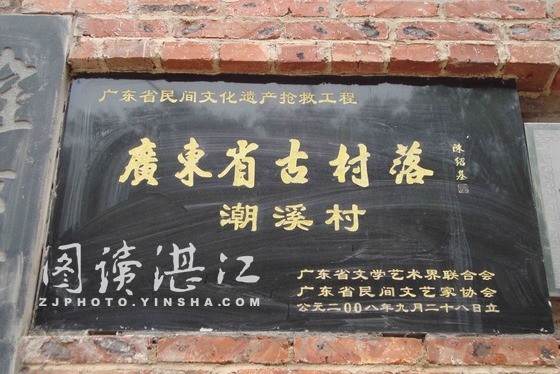 广东省民间文化遗产抢救工程
廣東省古村落
陈绍基
潮溪村
广东省文学艺术界联合会
广东省民间文艺家协会
公元二00八年九月二十八日立
图读湛江
ZJPHOTO.YINSHA.COM